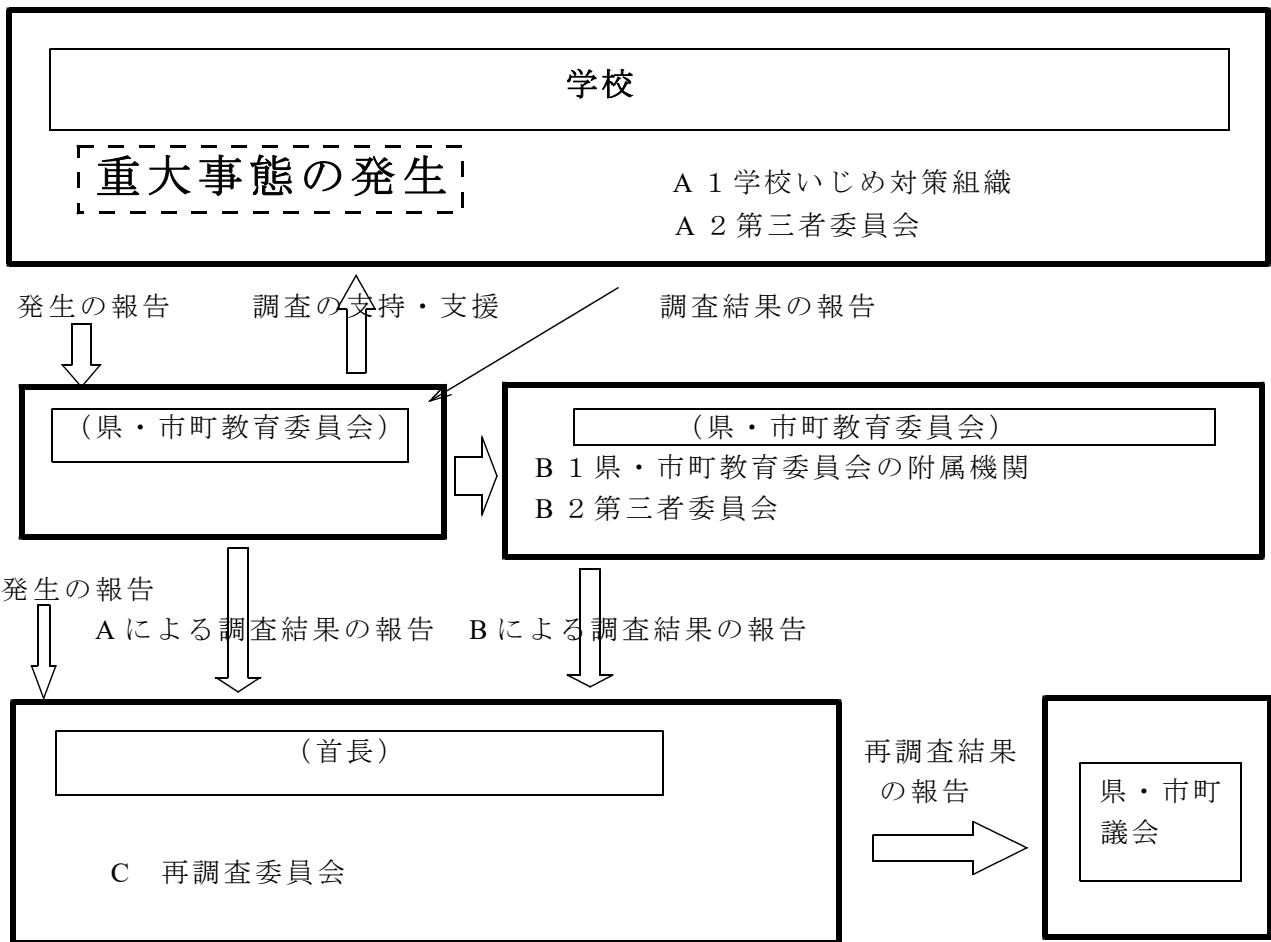 学校
重大事態の発生
A １学校いじめ対策組織
A ２第三者委員会
発生の報告
調査の支持・支援
調査結果の報告
（県・市町教育委員会）
（県・市町教育委員会）
B １県・市町教育委員会の附属機関
B ２第三者委員会
発生の報告
A による調査結果の報告
B による調査結果の報告
（首長）
C　再調査委員会
再調査結果
の報告
県・市町
議会